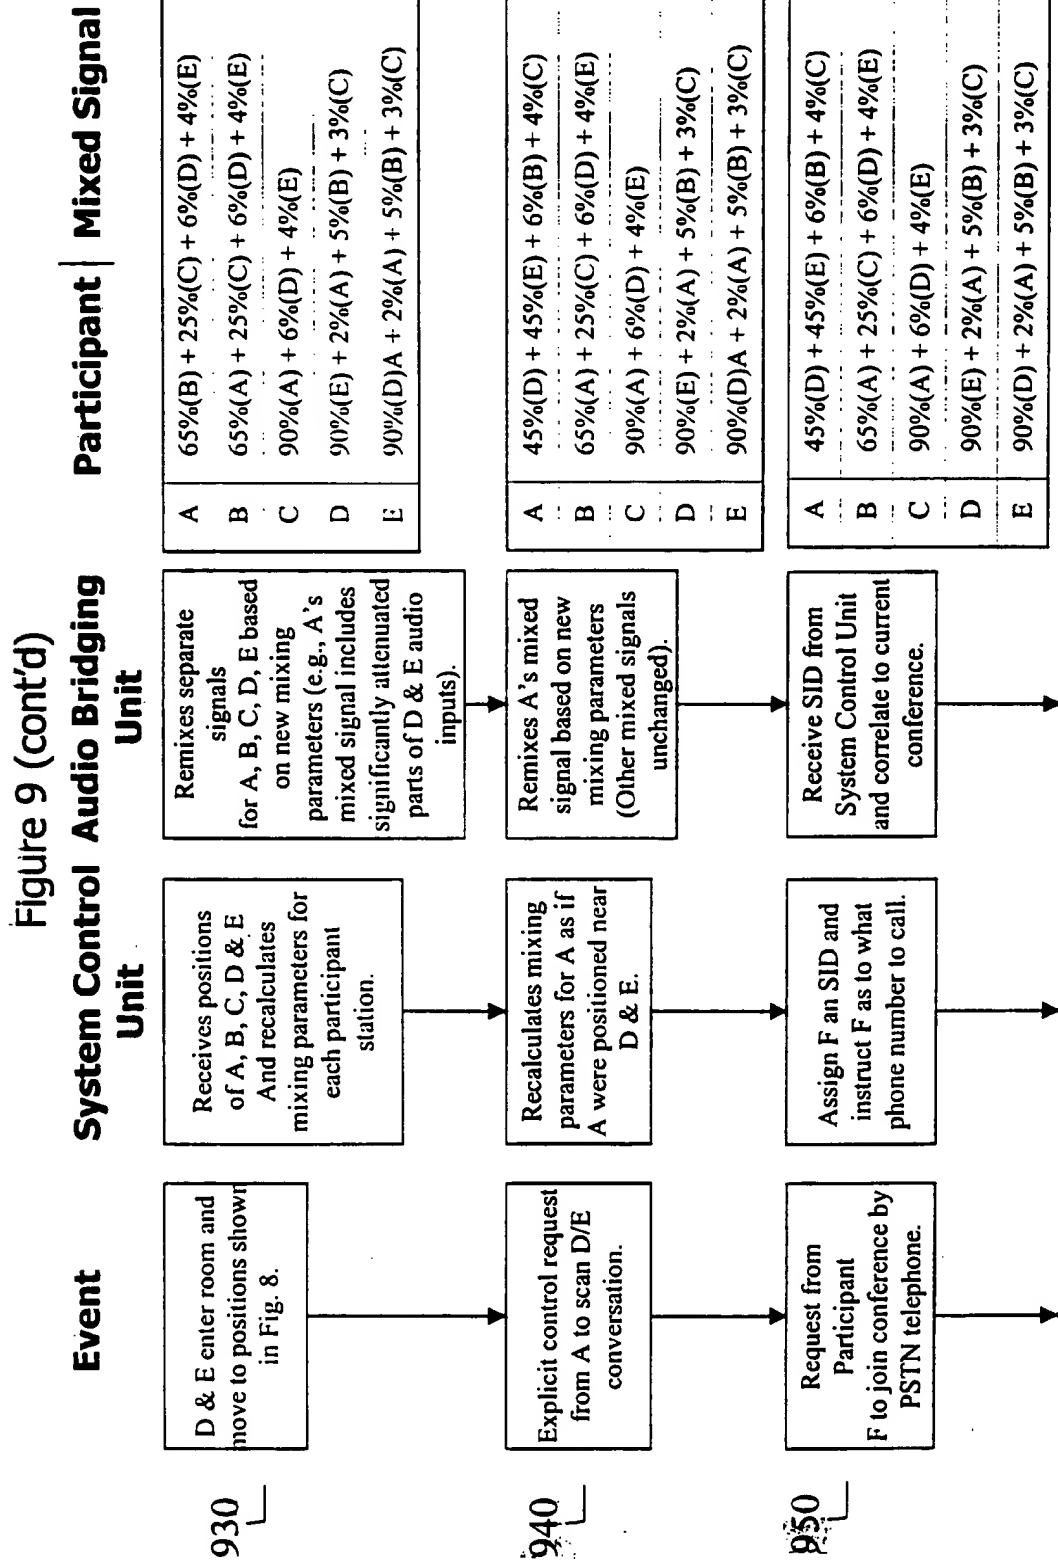 Figure 9 (cont'd)
Event
System Control
Unit
Audio Bridging
Unit
Participant | Mixed Signal
930
D & E enter room and
move to positions shown
in Fig. 8.
Receives positions
of A, B, C, D & E
And recalculates
mixing parameters for
each participant
station.
Remixes separate
signals
for A, B, C, D, E based
on new mixing
parameters (e.g., A's
mixed signal includes
significantly attenuated
parts of D & E audio
inputs).
A 65%(B) + 25%(C) + 6%(D) + 4%(E)
B 65%(A) + 25%(C) + 6%(D) + 4%(E)
C 90%(A) + 6%(D) + 4%(E)
D 90%(E) + 2%(A) + 5%(B) + 3%(C)
E 90%(D)A + 2%(A) + 5%(B) + 3%(C)
940
Explicit control request
from A to scan D/E
conversation.
Recalculates mixing
parameters for A as if
A were positioned near
D & E.
Remixes A's mixed
signal based on new
mixing parameters
(Other mixed signals
unchanged).
A 45%(D) + 45%(E) + 6%(B) + 4%(C)
B 65%(A) + 25%(C) + 6%(D) + 4%(E)
C 90%(A) + 6%(D) + 4%(E)
D 90%(E) + 2%(A) + 5%(B) + 3%(C)
E 90%(D)A + 2%(A) + 5%(B) + 3%(C)
950
Request from
Participant
F to join conference by
PSTN telephone.
Assign F an SID and
instruct F as to what
phone number to call.
Receive SID from
System Control Unit
and correlate to current
conference.
A 45%(D) + 45%(E) + 6%(B) + 4%(C)
B 65%(A) + 25%(C) + 6%(D) + 4%(E)
C 90%(A) + 6%(D) + 4%(E)
D 90%(E) + 2%(A) + 5%(B) + 3%(C)
E 90%(D) + 2%(A) + 5%(B) + 3%(C)